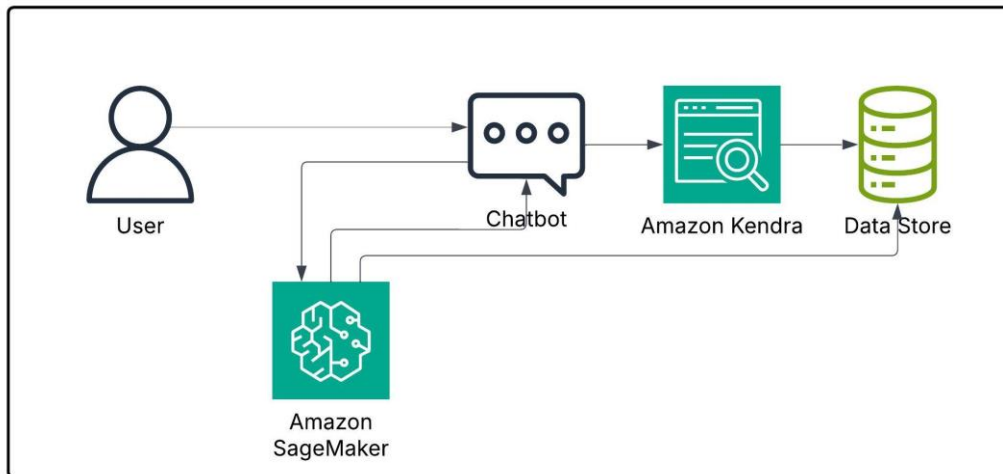 User
Chatbot
Amazon Kendra
Data Store
Amazon
SageMaker